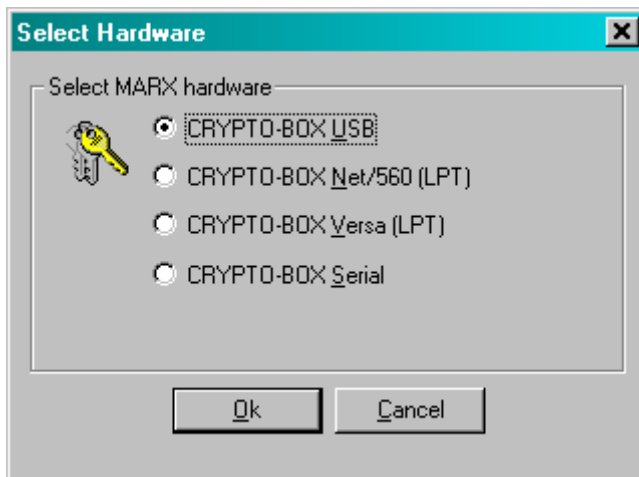 Select Hardware
Select MARX hardware
CRYPTO-BOX USB
CRYPTO-BOX Net/560 (LPT)
CRYPTO-BOX Versa (LPT)
CRYPTO-BOX Serial
Ok Cancel